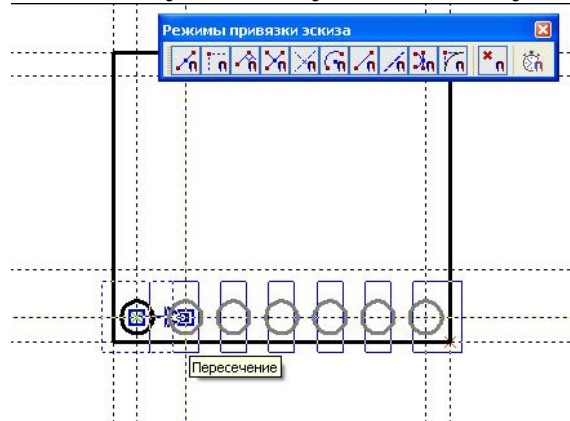 Режимы привязки эскиза
Пересечение